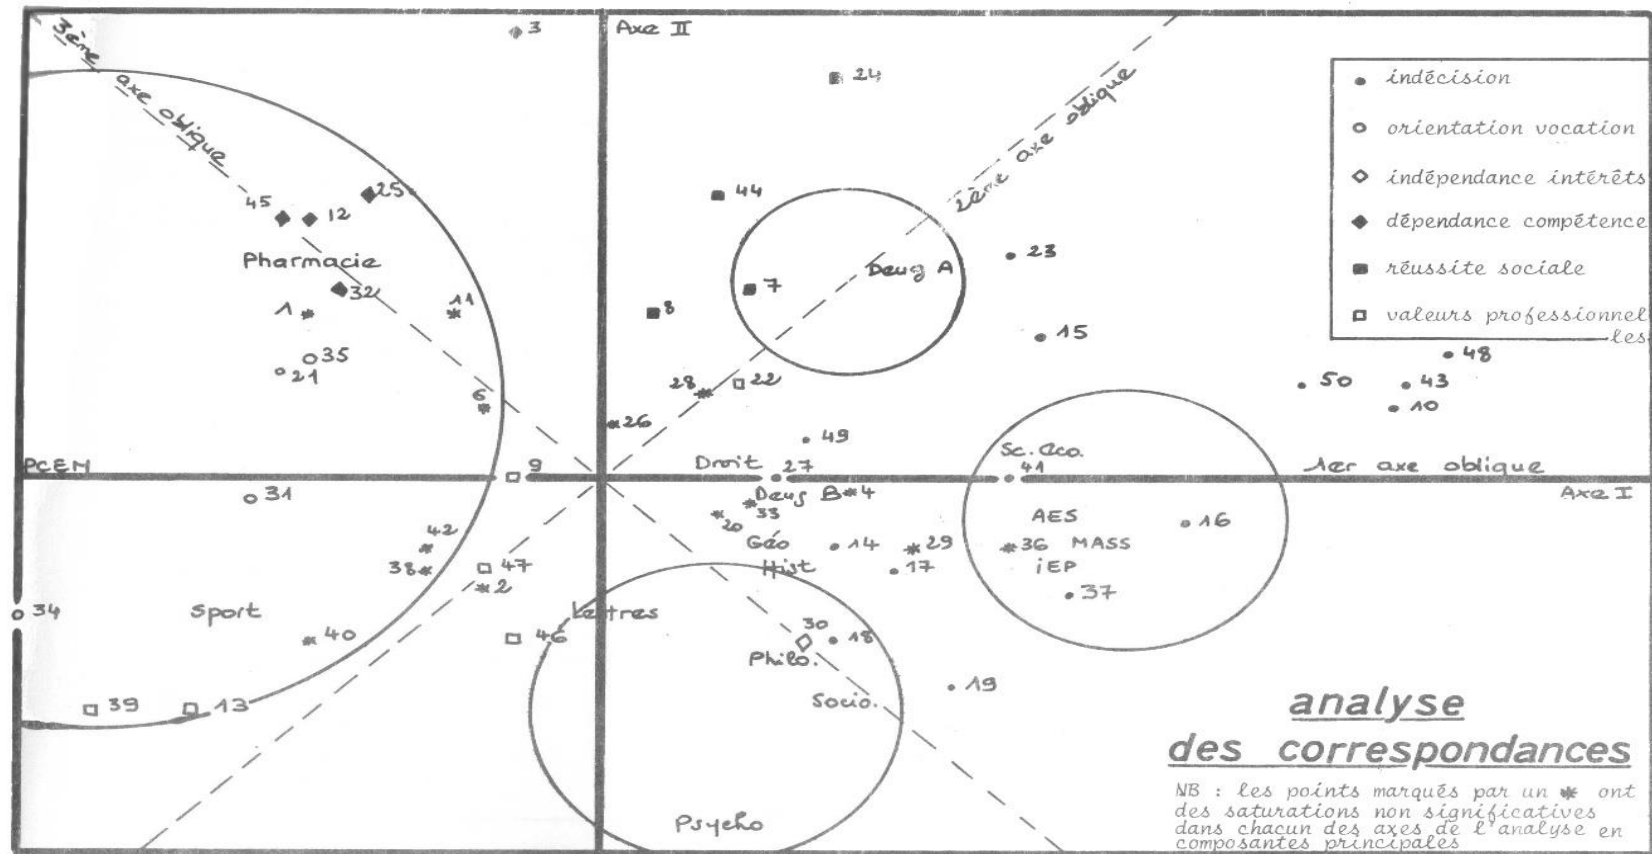 3
Axe II
3ème axe oblique
24
2ème axe oblique
indécision
orientation vocation
indépendance intérêts
dépendance compétence
réussite sociale
valeurs professionnel
les
25
44
45
12
23
Pharmacie
Deug A
32
7
1
11
8
15
35
21
48
28
22
50
43
6
10
26
49
Sc. eco.
PCEM
9
Droit
27
41
1er axe oblique
Deug B
4
Axe I
31
33
20
AES
16
42
Géo
14
29
36
MASS
38
47
Hist
17
iEP
2
37
34
Sport
Lettres
40
46
30
18
Philo.
19
39
13
Socio.
analyse
des correspondances
Psycho
NB : les points marqués par un * ont
des saturations non significatives
dans chacun des axes de l'analyse en
composantes principales